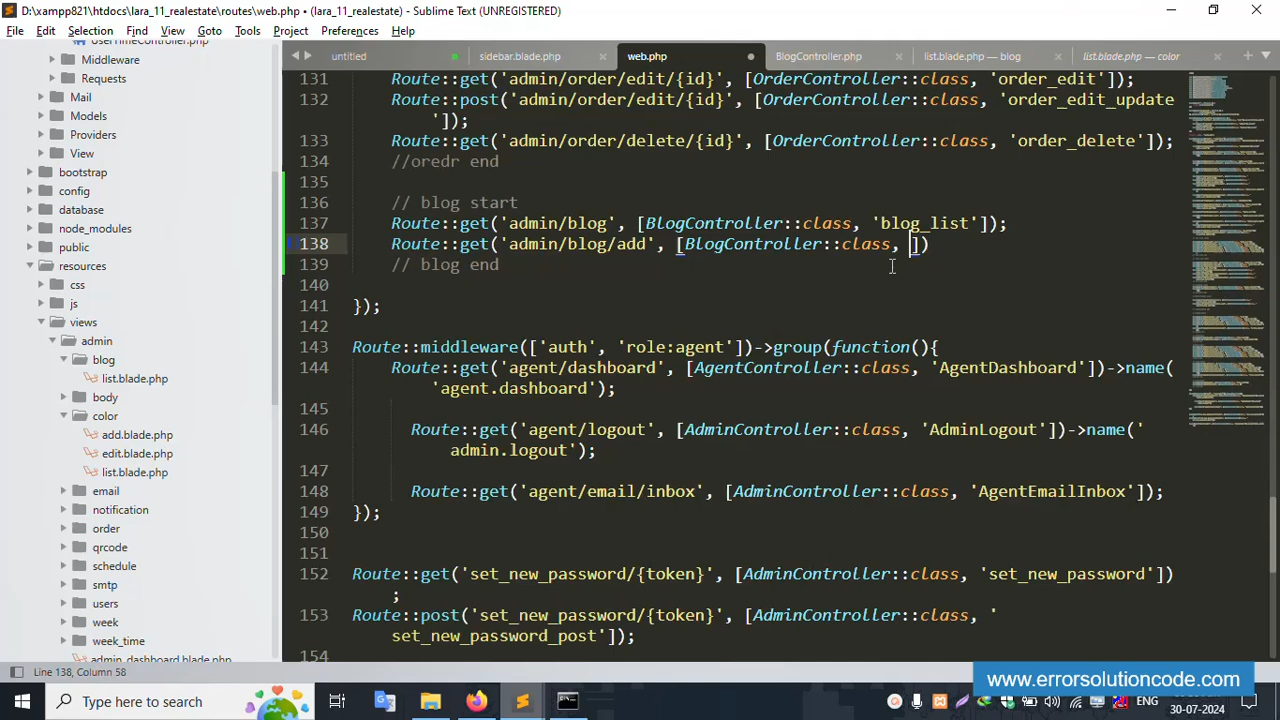 D:\xampp821\htdocs\lara_11_realestate\routes\web.php • (lara_11_realestate) - Sublime Text (UNREGISTERED)
File Edit Selection Find View Goto Tools Project Preferences Help
untitled sidebar.blade.php web.php BlogController.php list.blade.php — blog list.blade.php — color
UserTimeController.php
Middleware
Requests
Mail
Models
Providers
View
bootstrap
config
database
node_modules
public
resources
css
js
views
admin
blog
list.blade.php
body
color
add.blade.php
edit.blade.php
list.blade.php
email
notification
order
qrcode
schedule
smtp
users
week
week_time
admin_dashboard.blade.php
131 Route::get('admin/order/edit/{id}', [OrderController::class, 'order_edit']);
132 Route::post('admin/order/edit/{id}', [OrderController::class, 'order_edit_update
']);
133 Route::get('admin/order/delete/{id}', [OrderController::class, 'order_delete']);
134 //oredr end
135
136 // blog start
137 Route::get('admin/blog', [BlogController::class, 'blog_list']);
138 Route::get('admin/blog/add', [BlogController::class, ])
139 // blog end
140
141 });
142
143 Route::middleware(['auth', 'role:agent'])->group(function(){
144 Route::get('agent/dashboard', [AgentController::class, 'AgentDashboard'])->name(
'agent.dashboard');
145
146 Route::get('agent/logout', [AdminController::class, 'AdminLogout'])->name('
admin.logout');
147
148 Route::get('agent/email/inbox', [AdminController::class, 'AgentEmailInbox']);
149 });
150
151
152 Route::get('set_new_password/{token}', [AdminController::class, 'set_new_password'])
;
153 Route::post('set_new_password/{token}', [AdminController::class, '
set_new_password_post']);
154
Line 138, Column 58
www.errorsolutioncode.com
Type here to search
ENG
30-07-2024